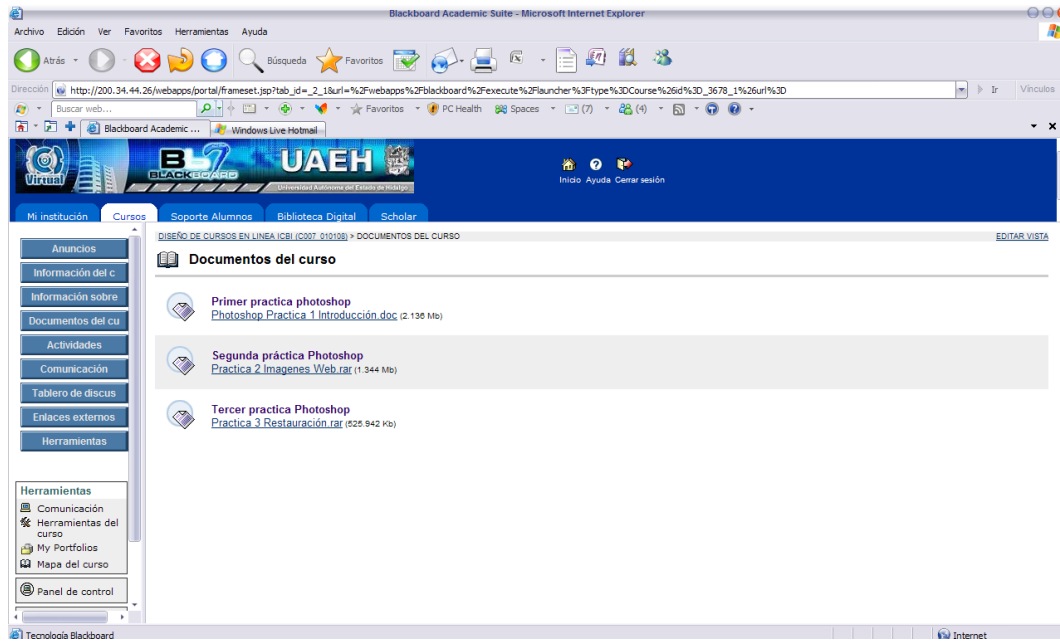 Blackboard Academic Suite - Microsoft Internet Explorer
Archivo Edición Ver Favoritos Herramientas Ayuda
Atrás Búsqueda Favoritos
Dirección http://200.34.44.26/webapps/portal/frameset.jsp?tab_id=_2_1&url=%2Fwebapps%2Fblackboard%2Fexecute%2Flauncher%3Ftype%3DCourse%26id%3D_3678_1%26url%3D Ir Vínculos
Buscar web... Favoritos PC Health Spaces (7) (4)
Blackboard Academic ... Windows Live Hotmail
Virtual BLACKBOARD UAEH
Universidad Autónoma del Estado de Hidalgo
Inicio Ayuda Cerrar sesión
Mi institución Cursos Soporte Alumnos Biblioteca Digital Scholar
DISEÑO DE CURSOS EN LINEA ICBI (C007_010108) > DOCUMENTOS DEL CURSO EDITAR VISTA
Anuncios
Información del c
Información sobre
Documentos del cu
Actividades
Comunicación
Tablero de discus
Enlaces externos
Herramientas
Documentos del curso
Primer practica photoshop
Photoshop Practica 1 Introducción.doc (2.136 Mb)
Segunda práctica Photoshop
Practica 2 Imagenes Web.rar (1.344 Mb)
Tercer practica Photoshop
Practica 3 Restauración.rar (525.942 Kb)
Herramientas
Comunicación
Herramientas del
curso
My Portfolios
Mapa del curso
Panel de control
Tecnología Blackboard Internet